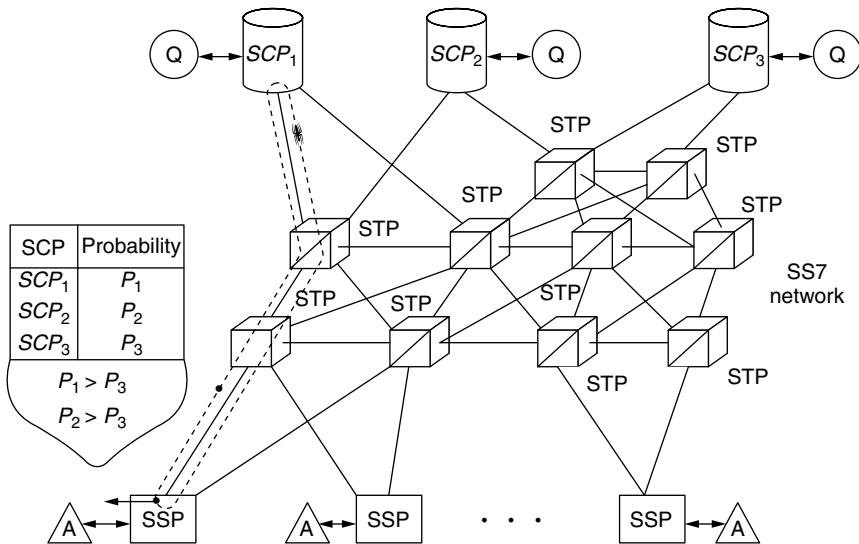 Q SCP₁ SCP₂ Q SCP₃ Q
STP
STP
STP STP STP
SCP Probability
SCP₁ P₁
SCP₂ P₂
SCP₃ P₃
P₁ > P₃
P₂ > P₃
STP STP STP
SS7
network
STP STP
A SSP A SSP . . . SSP A